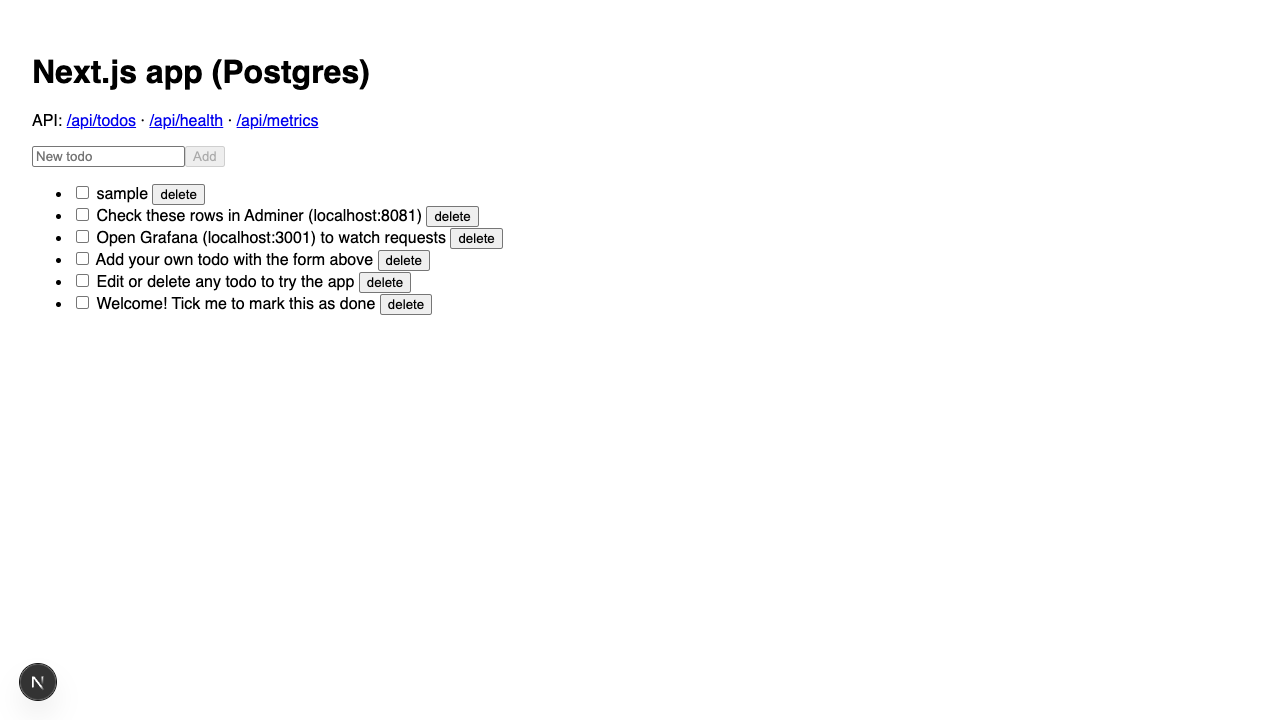 Next.js app (Postgres)
API: /api/todos · /api/health · /api/metrics
New todo Add
sample delete
Check these rows in Adminer (localhost:8081) delete
Open Grafana (localhost:3001) to watch requests delete
Add your own todo with the form above delete
Edit or delete any todo to try the app delete
Welcome! Tick me to mark this as done delete
N